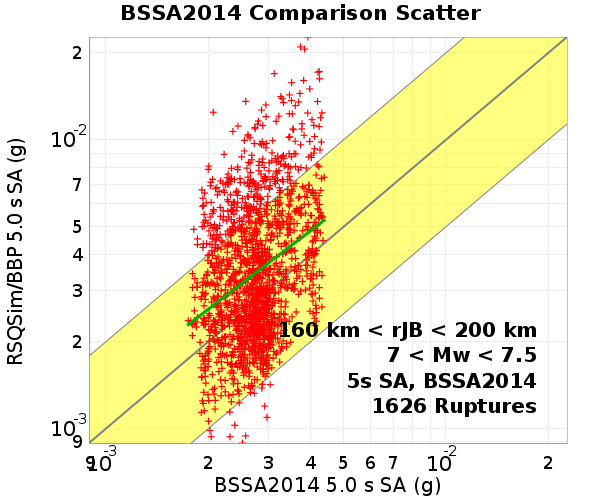 BSSA2014 Comparison Scatter
RSQSim/BBP 5.0 s SA (g)
2
10-2
7
5
4
3
2
10-3
9
160 km < rJB < 200 km
7 < Mw < 7.5
5s SA, BSSA2014
1626 Ruptures
9 10-3 2 3 4 5 6 7 10-2 2
BSSA2014 5.0 s SA (g)